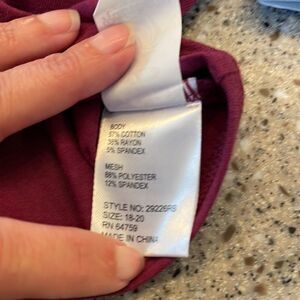 BODY
57% COTTON
38% RAYON
5% SPANDEX
MESH
88% POLYESTER
12% SPANDEX
STYLE NO: 29226RS
SIZE: 18-20
RN 64759
MADE IN CHINA